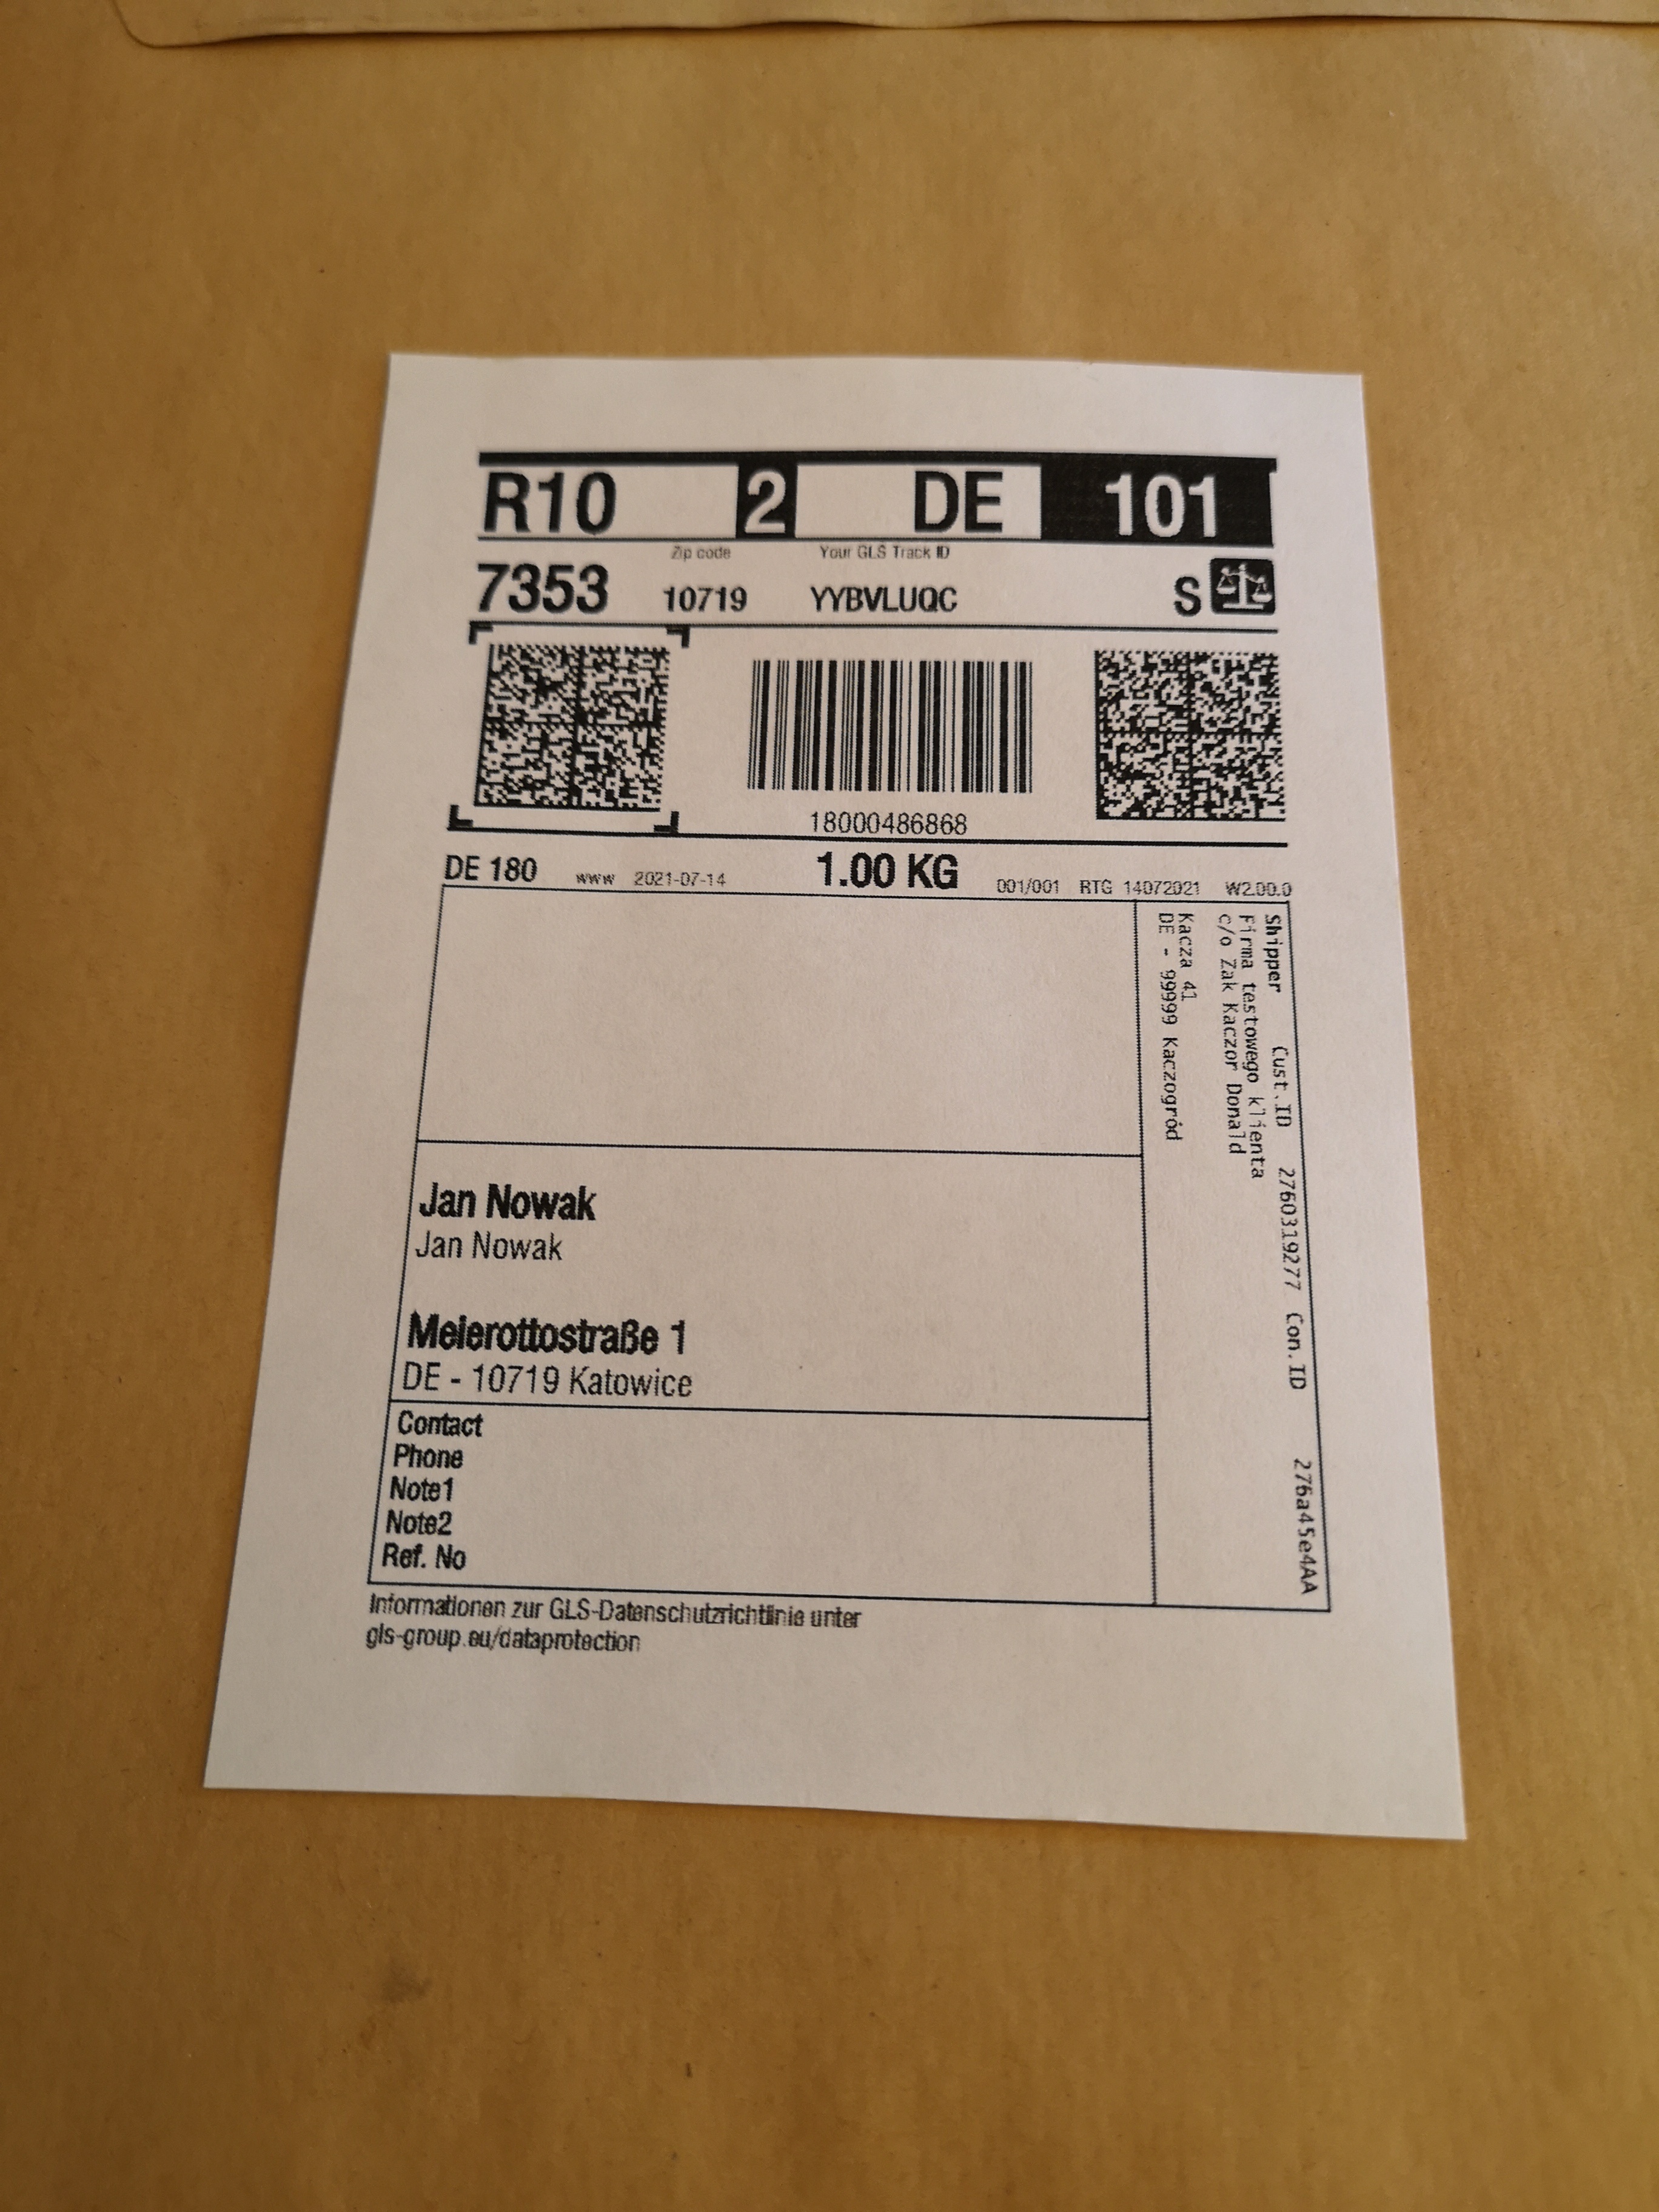 R10 2 DE 101
Zip code Your GLS Track ID
7353 10719 YYBVLUQC S
18000486868
DE 180 www 2021-07-14 1.00 KG 001/001 RTG 14072021 W2.00.0
Shipper Cust.ID 2760319277 Con.ID 276a45e4AA
Firma testowego klienta
c/o Zak Kaczor Donald
Kacza 41
DE - 99999 Kaczogród
Jan Nowak
Jan Nowak
Meierottostraße 1
DE - 10719 Katowice
Contact
Phone
Note1
Note2
Ref. No
Informationen zur GLS-Datenschutzrichtlinie unter
gls-group.eu/dataprotection